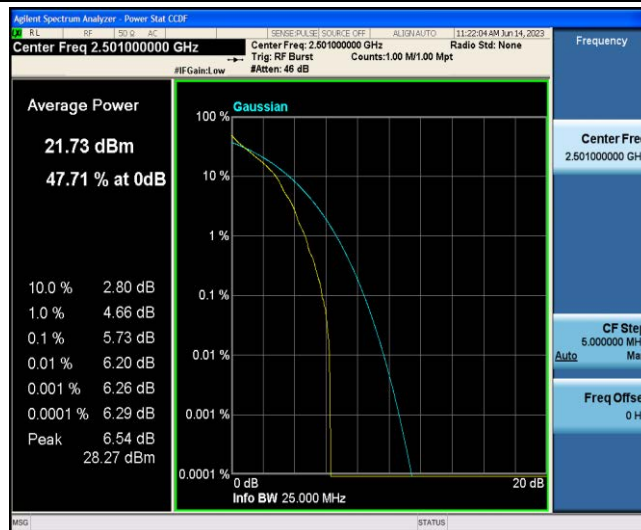 Agilent Spectrum Analyzer - Power Stat CCDF
RL RF 50 Ω AC SENSE:PULSE SOURCE OFF ALIGNAUTO 11:22:04 AM Jun 14, 2023
Center Freq 2.501000000 GHz
Center Freq: 2.501000000 GHz Radio Std: None
Trig: RF Burst Counts:1.00 M/1.00 Mpt
#IFGain:Low #Atten: 46 dB
Frequency
Average Power
21.73 dBm
47.71 % at 0dB
10.0 % 2.80 dB
1.0 % 4.66 dB
0.1 % 5.73 dB
0.01 % 6.20 dB
0.001 % 6.26 dB
0.0001 % 6.29 dB
Peak 6.54 dB
28.27 dBm
Gaussian
100 %
10 %
1 %
0.1 %
0.01 %
0.001 %
0.0001 %
0 dB 20 dB
Info BW 25.000 MHz
Center Fre
2.501000000 GH
CF Ste
5.000000 MH
Auto Ma
Freq Offse
0 H
MSG STATUS